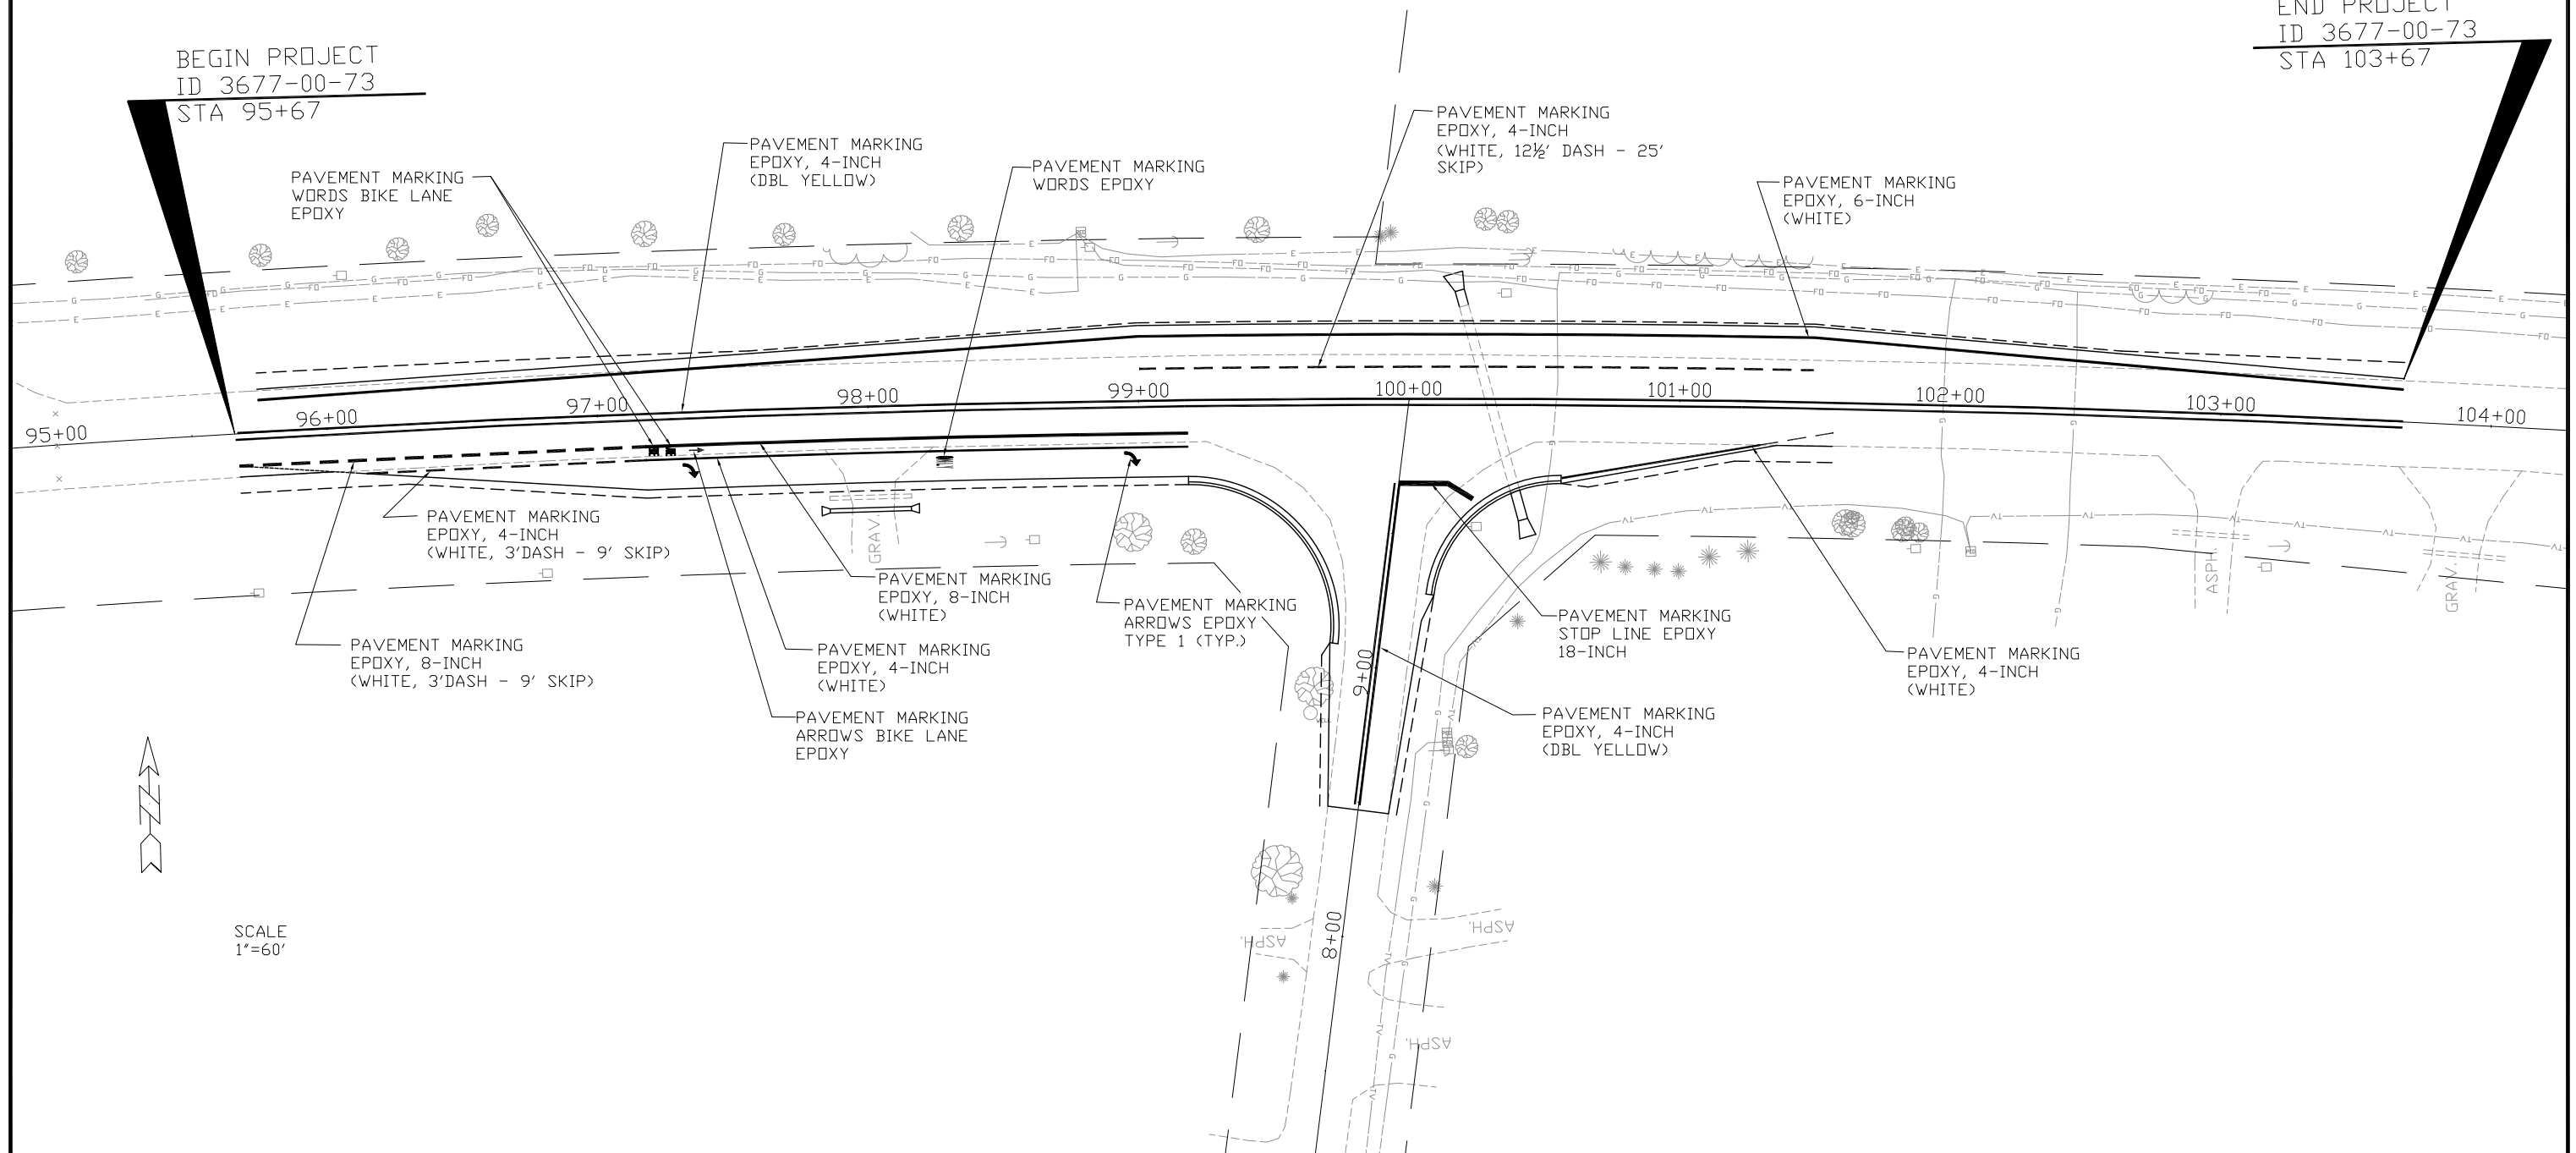 BEGIN PROJECT
ID 3677-00-73
STA 95+67
END PROJECT
ID 3677-00-73
STA 103+67
PAVEMENT MARKING
WORDS BIKE LANE
EPOXY
PAVEMENT MARKING
EPOXY, 4-INCH
(DBL YELLOW)
PAVEMENT MARKING
WORDS EPOXY
PAVEMENT MARKING
EPOXY, 4-INCH
(WHITE, 12½' DASH - 25'
SKIP)
PAVEMENT MARKING
EPOXY, 6-INCH
(WHITE)
95+00
96+00
97+00
98+00
99+00
100+00
101+00
102+00
103+00
104+00
PAVEMENT MARKING
EPOXY, 4-INCH
(WHITE, 3'DASH - 9' SKIP)
PAVEMENT MARKING
EPOXY, 8-INCH
(WHITE, 3'DASH - 9' SKIP)
GRAV.
PAVEMENT MARKING
EPOXY, 8-INCH
(WHITE)
PAVEMENT MARKING
EPOXY, 4-INCH
(WHITE)
PAVEMENT MARKING
ARROWS BIKE LANE
EPOXY
PAVEMENT MARKING
ARROWS EPOXY
TYPE 1 (TYP.)
PAVEMENT MARKING
STOP LINE EPOXY
18-INCH
PAVEMENT MARKING
EPOXY, 4-INCH
(DBL YELLOW)
PAVEMENT MARKING
EPOXY, 4-INCH
(WHITE)
ASPH.
GRAV.
9+00
8+00
ASPH.
ASPH.
ASPH.
SCALE
1"=60'